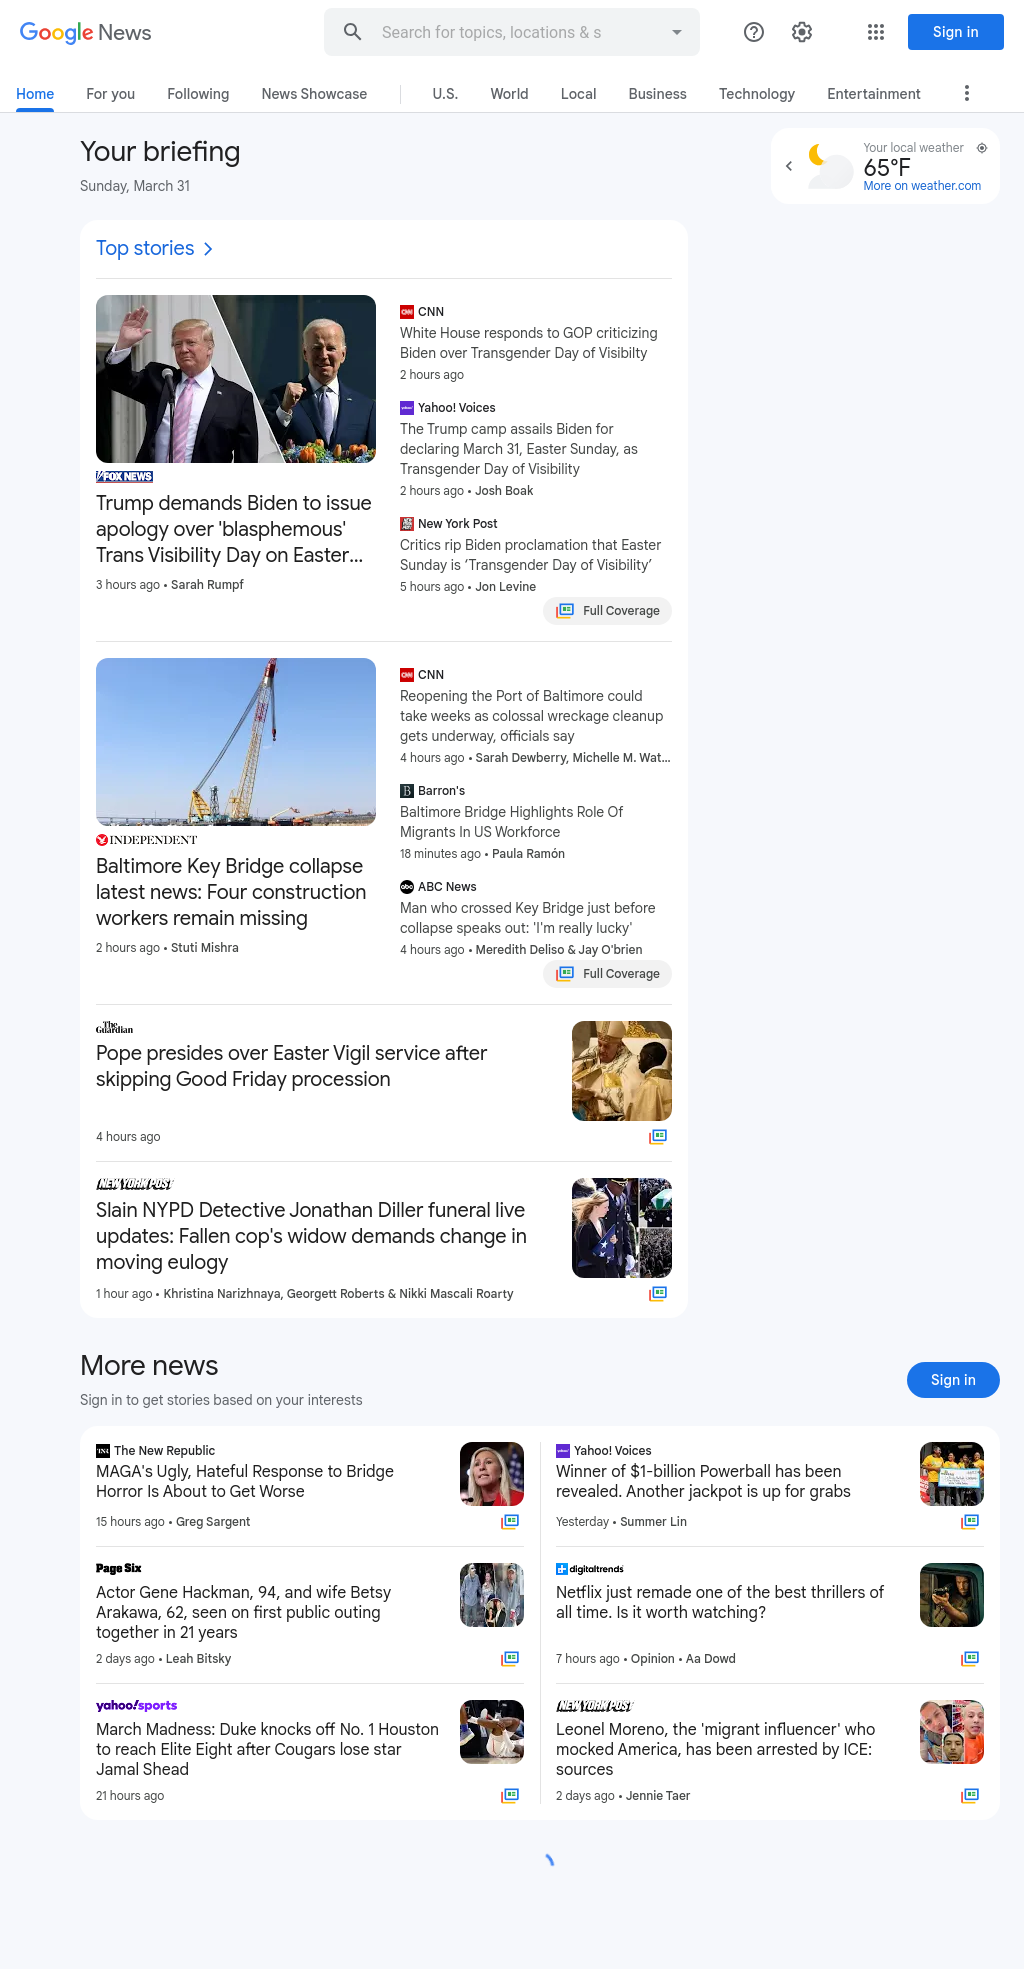 Google News
Search for topics, locations & s
Sign in
Home
For you
Following
News Showcase
U.S.
World
Local
Business
Technology
Entertainment
Your briefing
Sunday, March 31
Your local weather
65°F
More on weather.com
Top stories
FOX NEWS
Trump demands Biden to issue
apology over 'blasphemous'
Trans Visibility Day on Easter...
3 hours ago • Sarah Rumpf
CNN
White House responds to GOP criticizing
Biden over Transgender Day of Visibilty
2 hours ago
Yahoo! Voices
The Trump camp assails Biden for
declaring March 31, Easter Sunday, as
Transgender Day of Visibility
2 hours ago • Josh Boak
New York Post
Critics rip Biden proclamation that Easter
Sunday is ‘Transgender Day of Visibility’
5 hours ago • Jon Levine
Full Coverage
INDEPENDENT
Baltimore Key Bridge collapse
latest news: Four construction
workers remain missing
2 hours ago • Stuti Mishra
CNN
Reopening the Port of Baltimore could
take weeks as colossal wreckage cleanup
gets underway, officials say
4 hours ago • Sarah Dewberry, Michelle M. Wat...
Barron's
Baltimore Bridge Highlights Role Of
Migrants In US Workforce
18 minutes ago • Paula Ramón
abc ABC News
Man who crossed Key Bridge just before
collapse speaks out: 'I'm really lucky'
4 hours ago • Meredith Deliso & Jay O'brien
Full Coverage
The Guardian
Pope presides over Easter Vigil service after
skipping Good Friday procession
4 hours ago
NEW YORK POST
Slain NYPD Detective Jonathan Diller funeral live
updates: Fallen cop's widow demands change in
moving eulogy
1 hour ago • Khristina Narizhnaya, Georgett Roberts & Nikki Mascali Roarty
More news
Sign in to get stories based on your interests
Sign in
The New Republic
MAGA's Ugly, Hateful Response to Bridge
Horror Is About to Get Worse
15 hours ago • Greg Sargent
Page Six
Actor Gene Hackman, 94, and wife Betsy
Arakawa, 62, seen on first public outing
together in 21 years
2 days ago • Leah Bitsky
yahoo!sports
March Madness: Duke knocks off No. 1 Houston
to reach Elite Eight after Cougars lose star
Jamal Shead
21 hours ago
Yahoo! Voices
Winner of $1-billion Powerball has been
revealed. Another jackpot is up for grabs
Yesterday • Summer Lin
digitaltrends
Netflix just remade one of the best thrillers of
all time. Is it worth watching?
7 hours ago • Opinion • Aa Dowd
NEW YORK POST
Leonel Moreno, the 'migrant influencer' who
mocked America, has been arrested by ICE:
sources
2 days ago • Jennie Taer